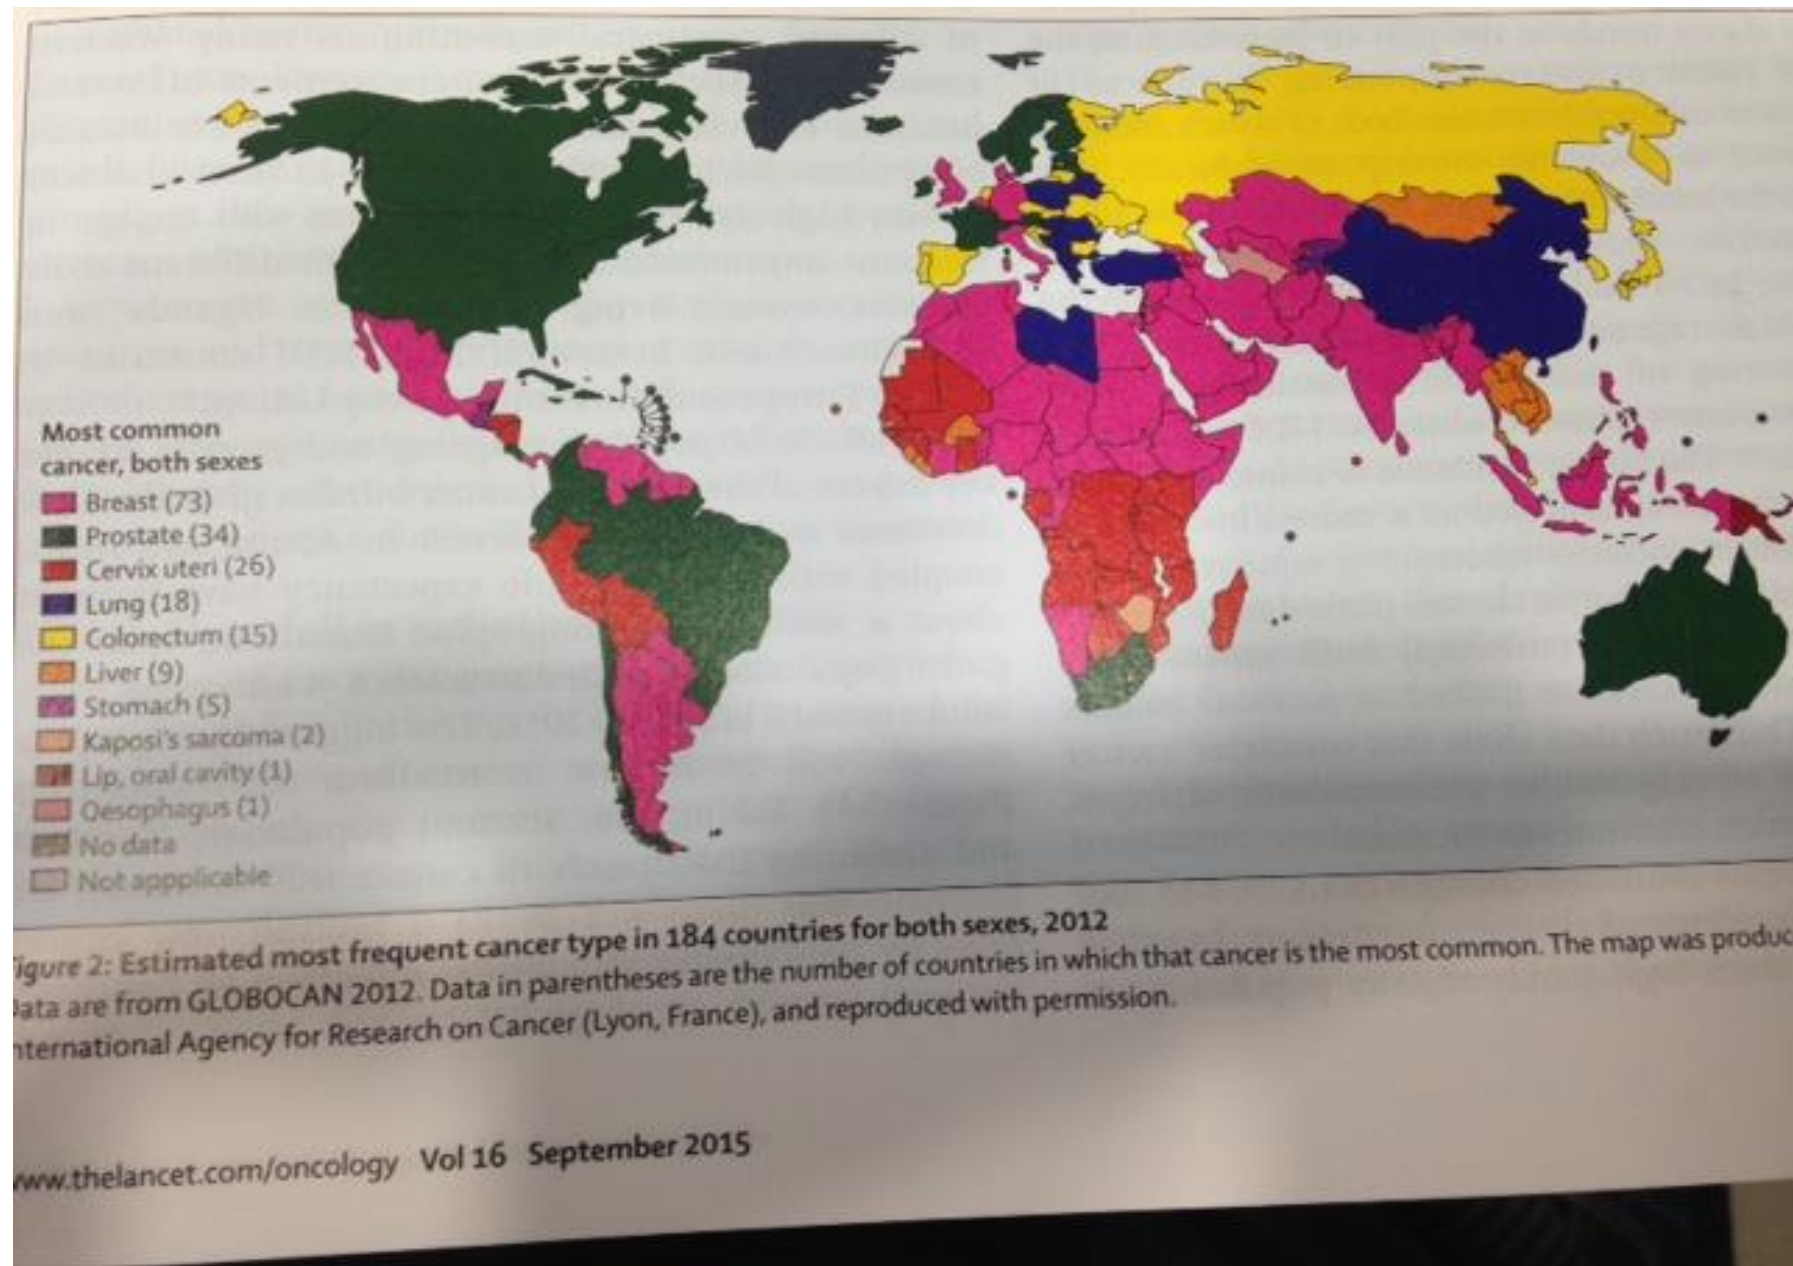 Most common
cancer, both sexes
Breast (73)
Prostate (34)
Cervix uteri (26)
Lung (18)
Colorectum (15)
Liver (9)
Stomach (5)
Kaposi's sarcoma (2)
Lip, oral cavity (1)
Oesophagus (1)
No data
Not appplicable
igure 2: Estimated most frequent cancer type in 184 countries for both sexes, 2012
ata are from GLOBOCAN 2012. Data in parentheses are the number of countries in which that cancer is the most common. The map was produc
nternational Agency for Research on Cancer (Lyon, France), and reproduced with permission.
www.thelancet.com/oncology Vol 16 September 2015